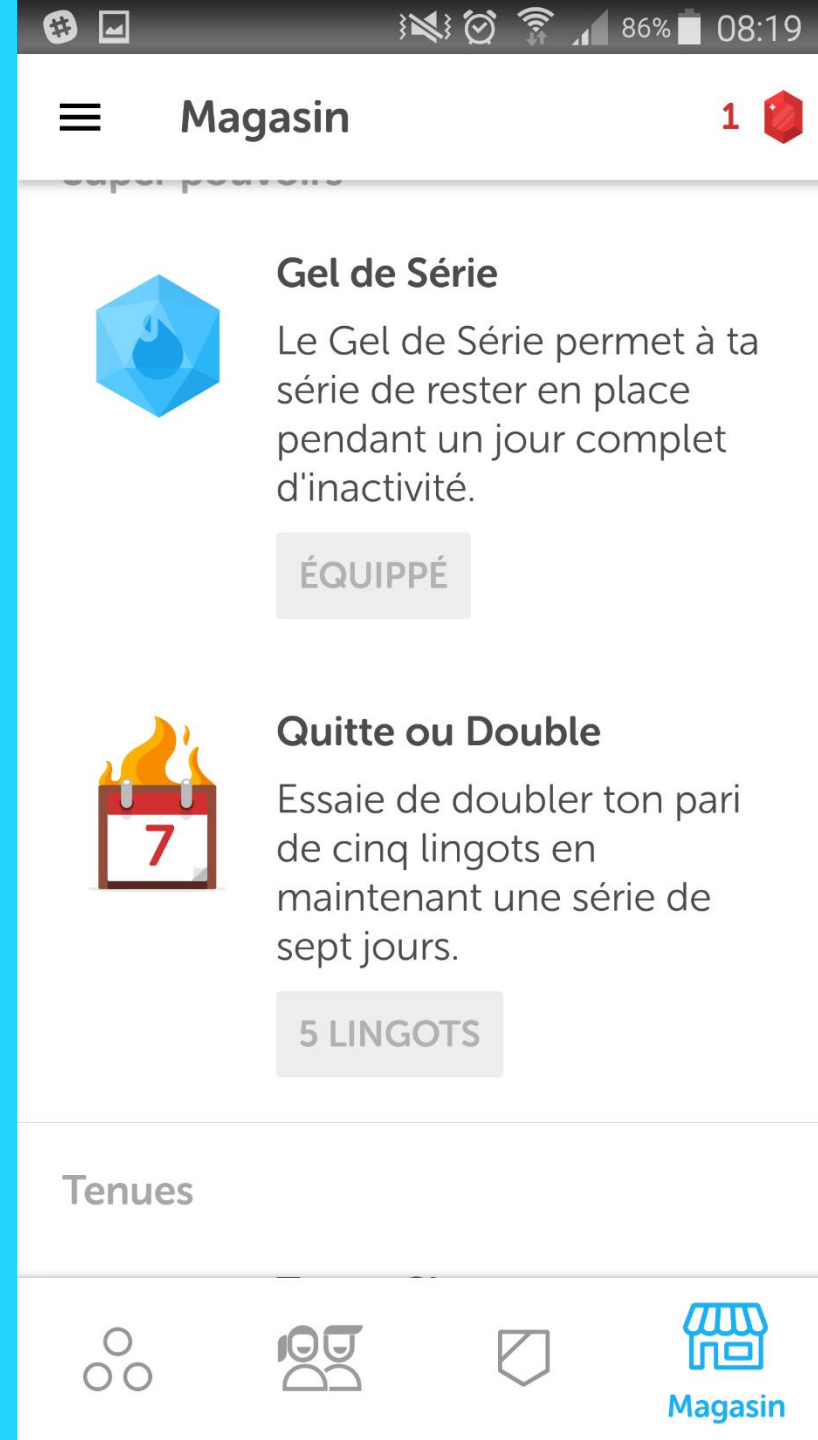 86% 08:19
Magasin 1
Super pouvoirs
Gel de Série
Le Gel de Série permet à ta
série de rester en place
pendant un jour complet
d'inactivité.
ÉQUIPPÉ
7
Quitte ou Double
Essaie de doubler ton pari
de cinq lingots en
maintenant une série de
sept jours.
5 LINGOTS
Tenues
Magasin